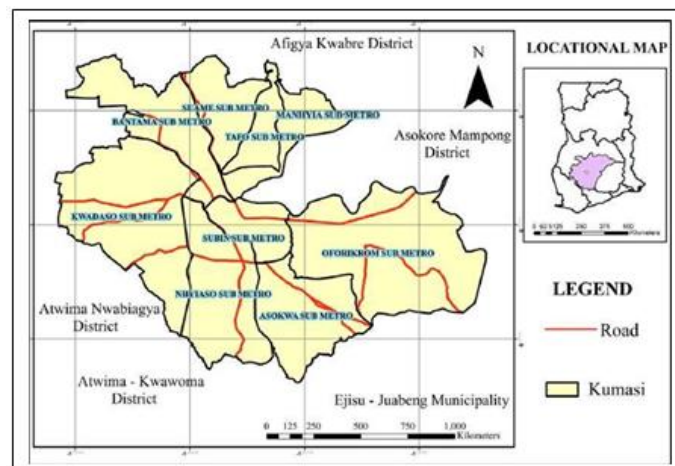 Afigya Kwabre District
N
SUAME SUB METRO
BANTAMA SUB METRO
MANHYIA SUB METRO
TAFO SUB METRO
Asokore Mampong
District
KWADASO SUB METRO
SUBIN SUB METRO
OFORIKROM SUB METRO
NHYIASO SUB METRO
ASOKWA SUB METRO
Atwima Nwabiagya
District
Atwima - Kwawoma
District
Ejisu - Juabeng Municipality
0 125 250 500 750 1,000
Kilometers
LOCATIONAL MAP
Kilometers
LEGEND
Road
Kumasi